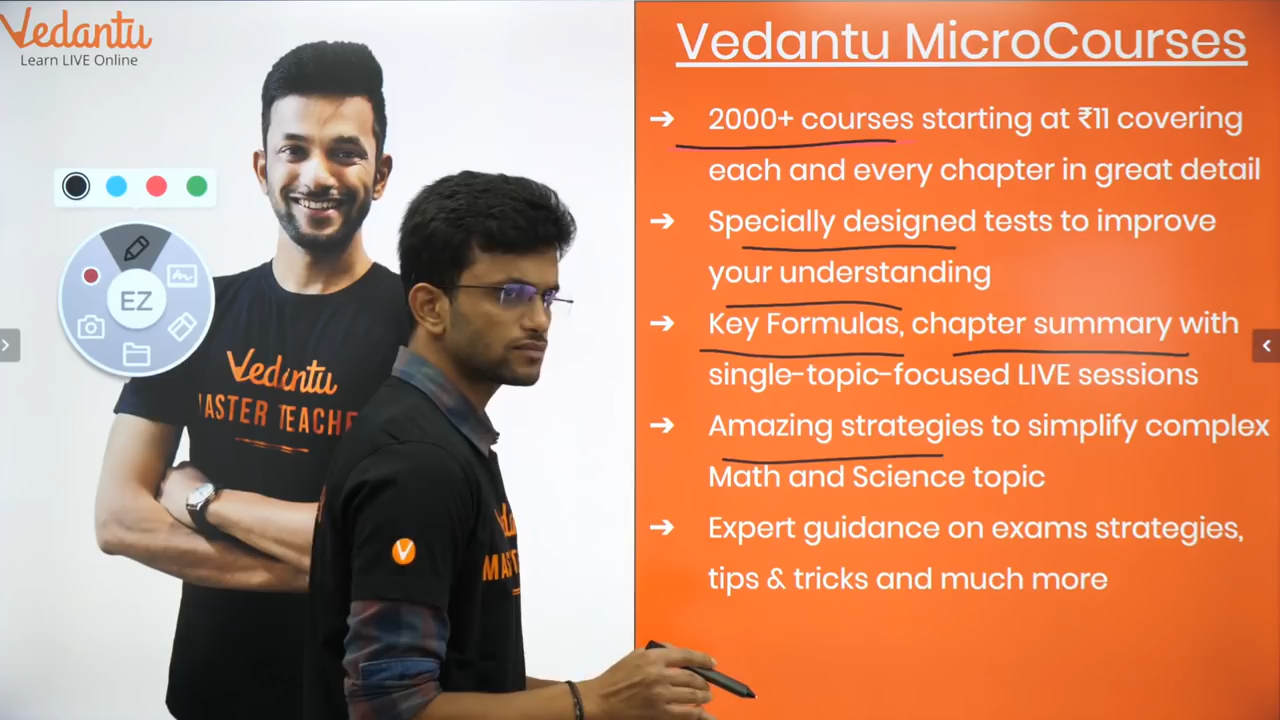 Vedantu
Learn LIVE Online
Vedantu MicroCourses
➔ 2000+ courses starting at ₹11 covering
each and every chapter in great detail
➔ Specially designed tests to improve
your understanding
➔ Key Formulas, chapter summary with
single-topic-focused LIVE sessions
➔ Amazing strategies to simplify complex
Math and Science topic
➔ Expert guidance on exams strategies,
tips & tricks and much more
EZ
Vedantu
MASTER TEACHE
V